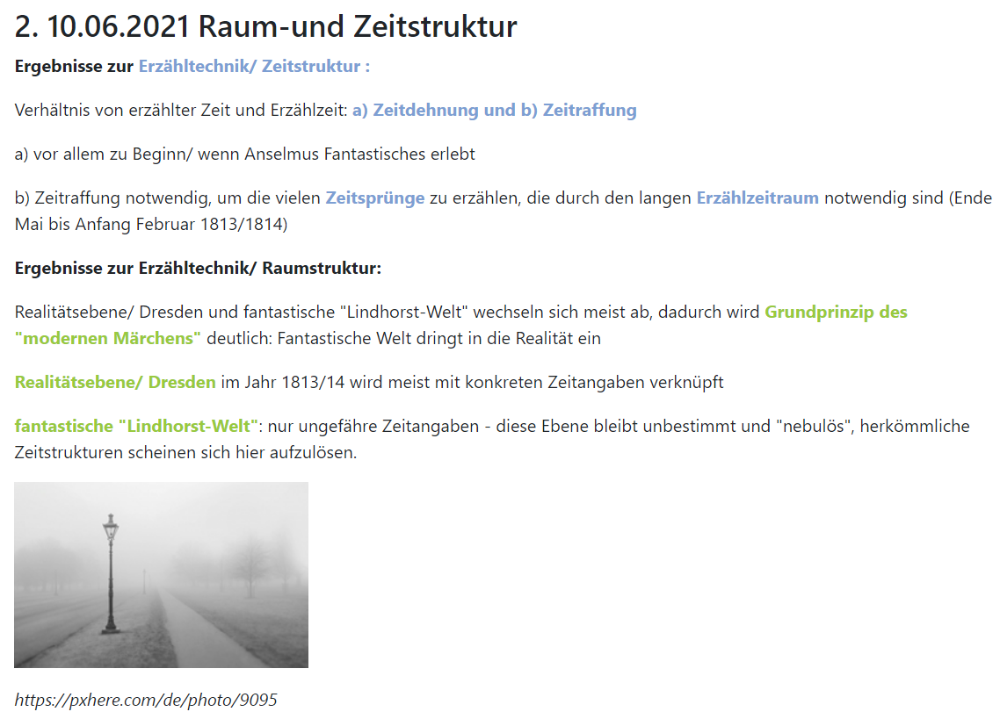 2. 10.06.2021 Raum-und Zeitstruktur
Ergebnisse zur Erzähltechnik/ Zeitstruktur :
Verhältnis von erzählter Zeit und Erzählzeit: a) Zeitdehnung und b) Zeitraffung
a) vor allem zu Beginn/ wenn Anselmus Fantastisches erlebt
b) Zeitraffung notwendig, um die vielen Zeitsprünge zu erzählen, die durch den langen Erzählzeitraum notwendig sind (Ende
Mai bis Anfang Februar 1813/1814)
Ergebnisse zur Erzähltechnik/ Raumstruktur:
Realitätsebene/ Dresden und fantastische "Lindhorst-Welt" wechseln sich meist ab, dadurch wird Grundprinzip des
"modernen Märchens" deutlich: Fantastische Welt dringt in die Realität ein
Realitätsebene/ Dresden im Jahr 1813/14 wird meist mit konkreten Zeitangaben verknüpft
fantastische "Lindhorst-Welt": nur ungefähre Zeitangaben - diese Ebene bleibt unbestimmt und "nebulös", herkömmliche
Zeitstrukturen scheinen sich hier aufzulösen.
https://pxhere.com/de/photo/9095